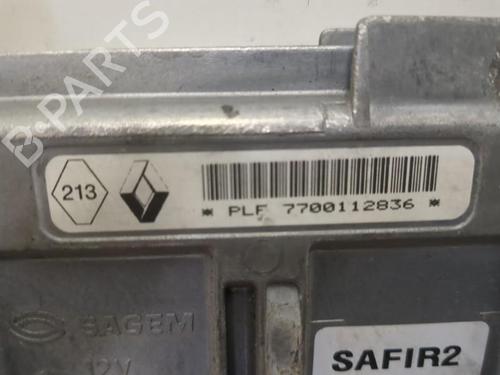 213
* PLF 7700112836 *
SAGEM
12V
SAFIR2
B-PARTS